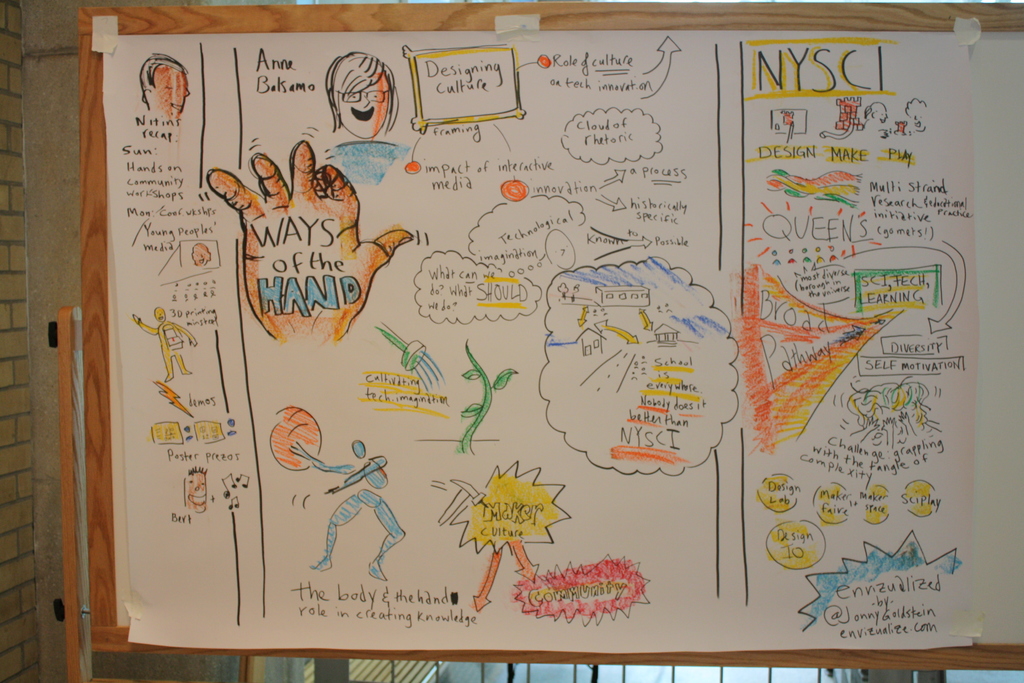 Nitin's
recap
Sun:
Hands on
community
workshops
Mon:
Young Peoples'
media
3D printing
minstrel
demos
Poster prezos
Bert
+
Anne
Balsamo
Designing
Culture
framing
Role of culture
on tech innovation
Cloud of
rhetoric
impact of interactive
media
innovation
a process
historically
specific
Technological
imagination
?
Known to Possible
What can we
do? What
SHOULD
we do?
WAYS
of the
HAND
School
is
everywhere
Nobody does it
better than
NYSCI
Cultivating
tech.imagination
Maker
culture
Community
the body & the hand
role in creating knowledge
NYSCI
DESIGN MAKE PLAY
Multi Strand
research & educational
initiative practice
QUEENS (go mets!)
most diverse
borough in
the universe
SCI, TECH,
LEARNING
Broad
Pathway
DIVERSITY
SELF MOTIVATION
Challenge: grappling
with the tangle of
complexity
Design
Lab
Maker
faire
Maker
space
Sciplay
Design
IO
envizualized
-by-
@JonnyGoldstein
envizualize.com